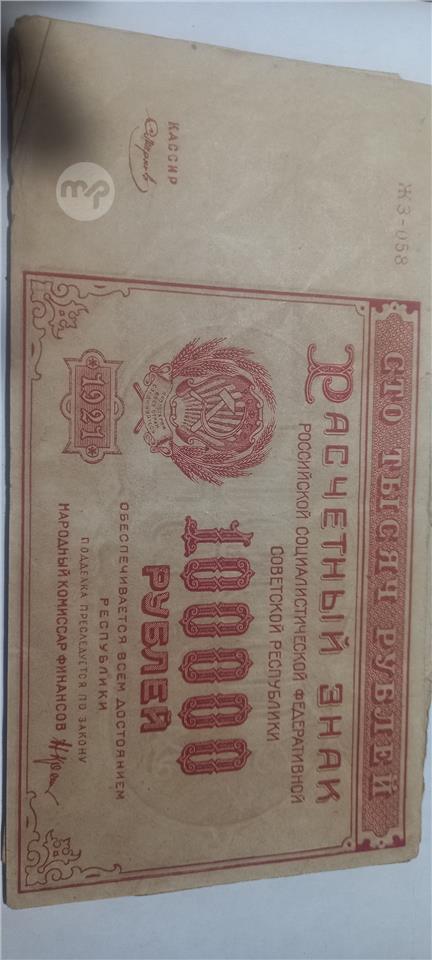 ЖЗ-058
КАССИР
СТО ТЫСЯЧ РУБЛЕЙ
РАСЧЕТНЫЙ ЗНАК
РОССИЙСКОЙ СОЦИАЛИСТИЧЕСКОЙ ФЕДЕРАТИВНОЙ
СОВЕТСКОЙ РЕСПУБЛИКИ
100000
РУБЛЕЙ
ОБЕСПЕЧИВАЕТСЯ ВСЕМ ДОСТОЯНИЕМ
РЕСПУБЛИКИ
ПОДДЕЛКА ПРЕСЛЕДУЕТСЯ ПО ЗАКОНУ
НАРОДНЫЙ КОМИССАР ФИНАНСОВ
1921